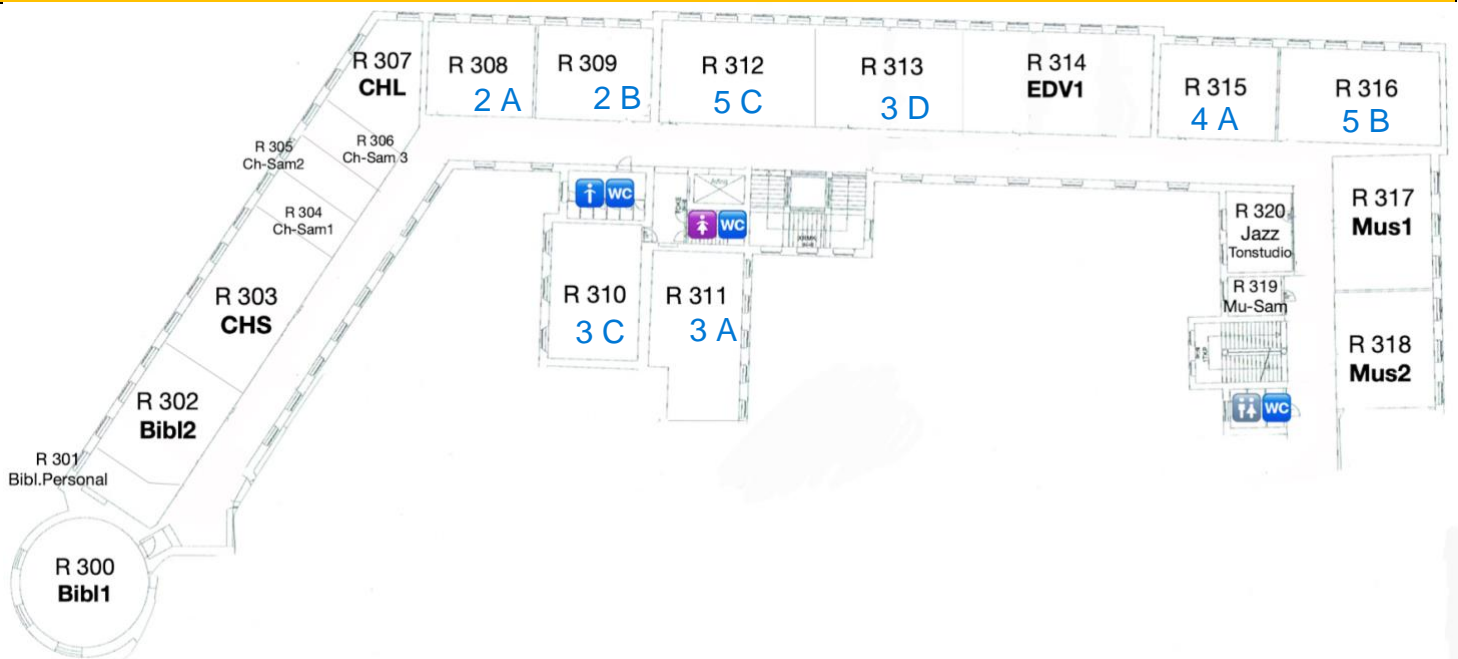 R 307
CHL
R 308
2 A
R 309
2 B
R 312
5 C
R 313
3 D
R 314
EDV1
R 315
4 A
R 316
5 B
R 305
Ch-Sam2
R 306
Ch-Sam 3
R 304
Ch-Sam1
WC
WC
R 320
Jazz
Tonstudio
R 317
Mus1
R 303
CHS
R 310
3 C
R 311
3 A
R 319
Mu-Sam
R 318
Mus2
R 302
Bibl2
WC
R 301
Bibl.Personal
R 300
Bibl1